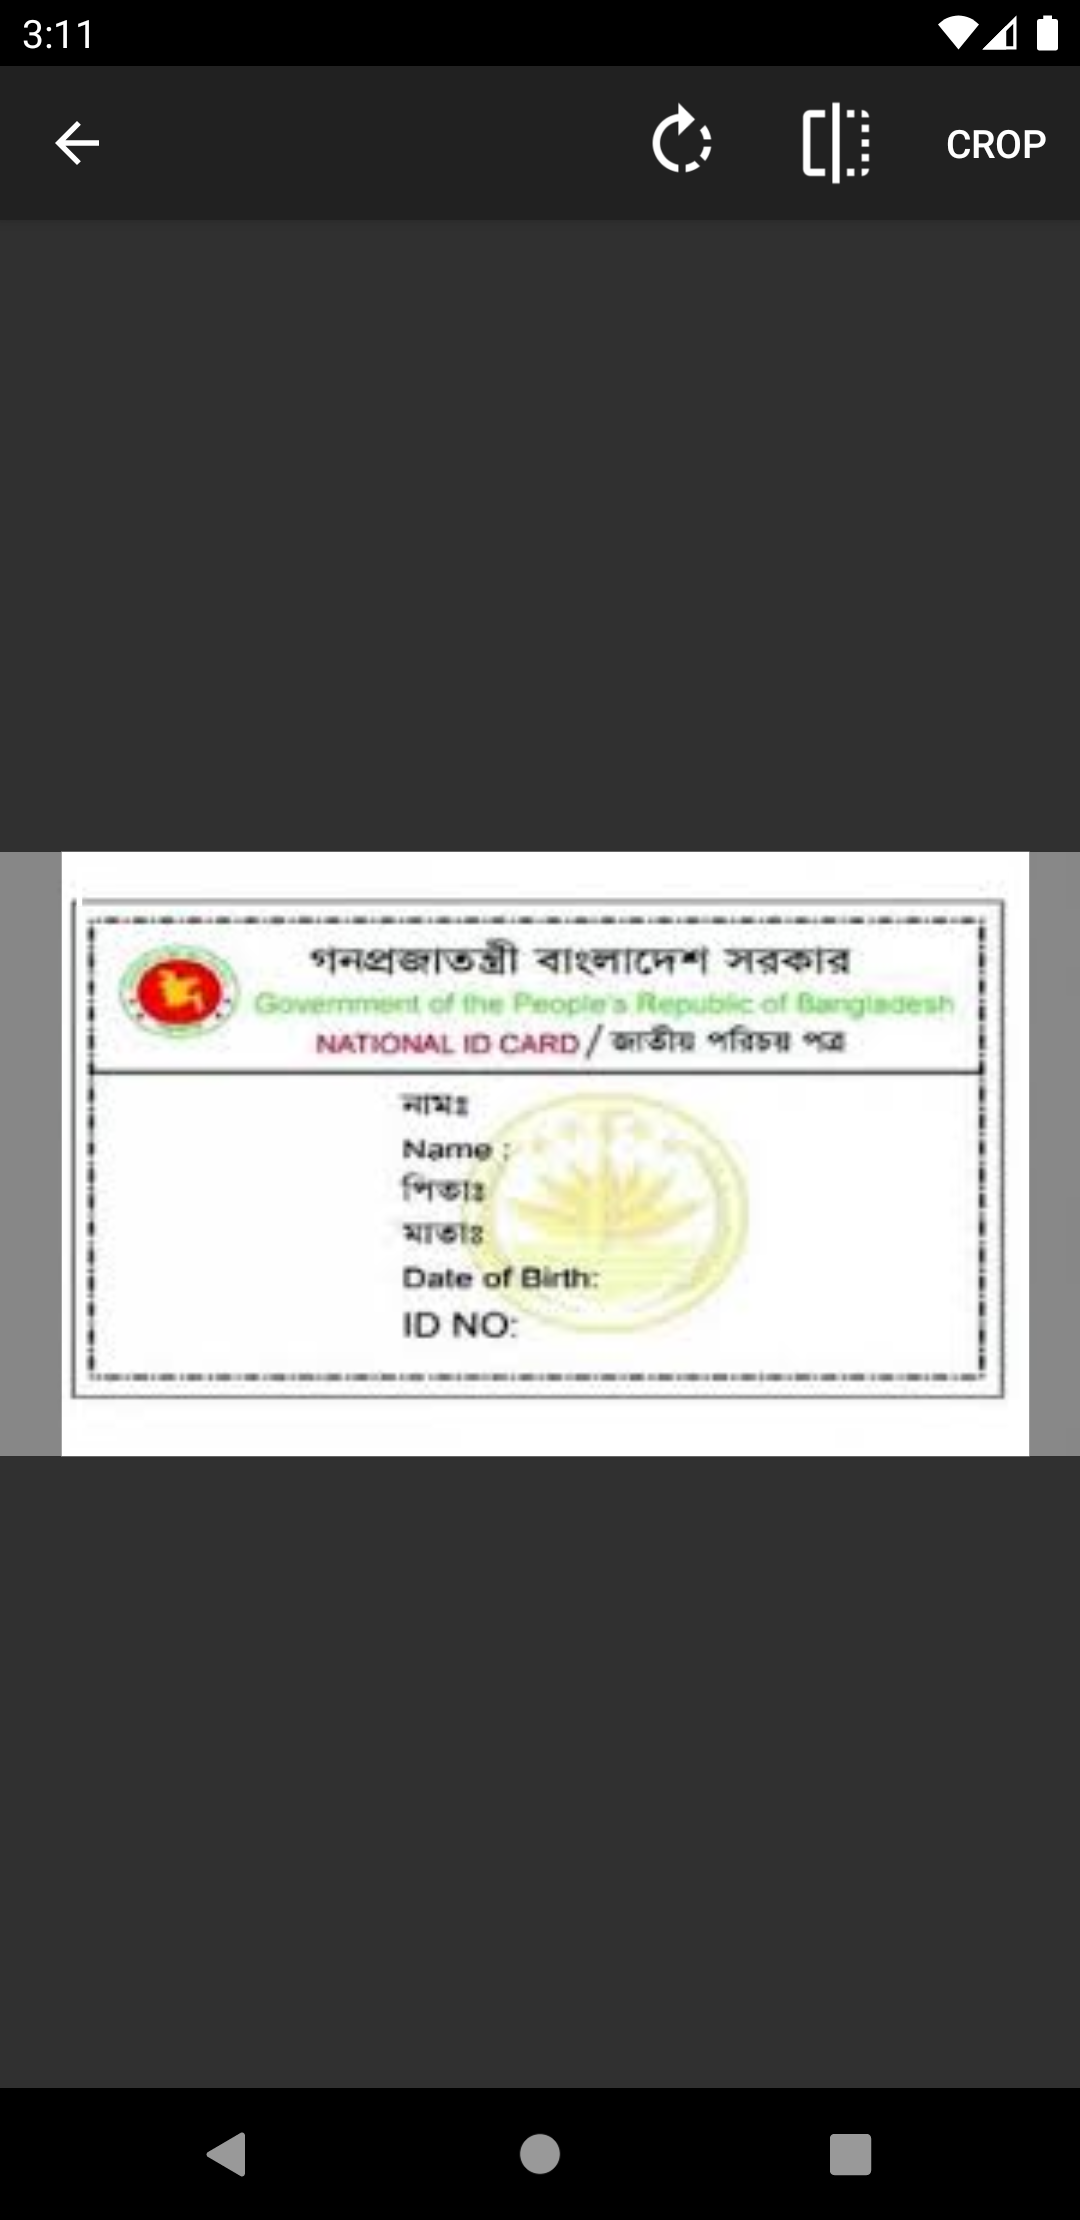 3:11
CROP
গনপ্রজাতন্ত্রী বাংলাদেশ সরকার
Government of the People's Republic of Bangladesh
NATIONAL ID CARD / জাতীয় পরিচয় পত্র
নামঃ
Name :
পিতাঃ
মাতাঃ
Date of Birth:
ID NO: